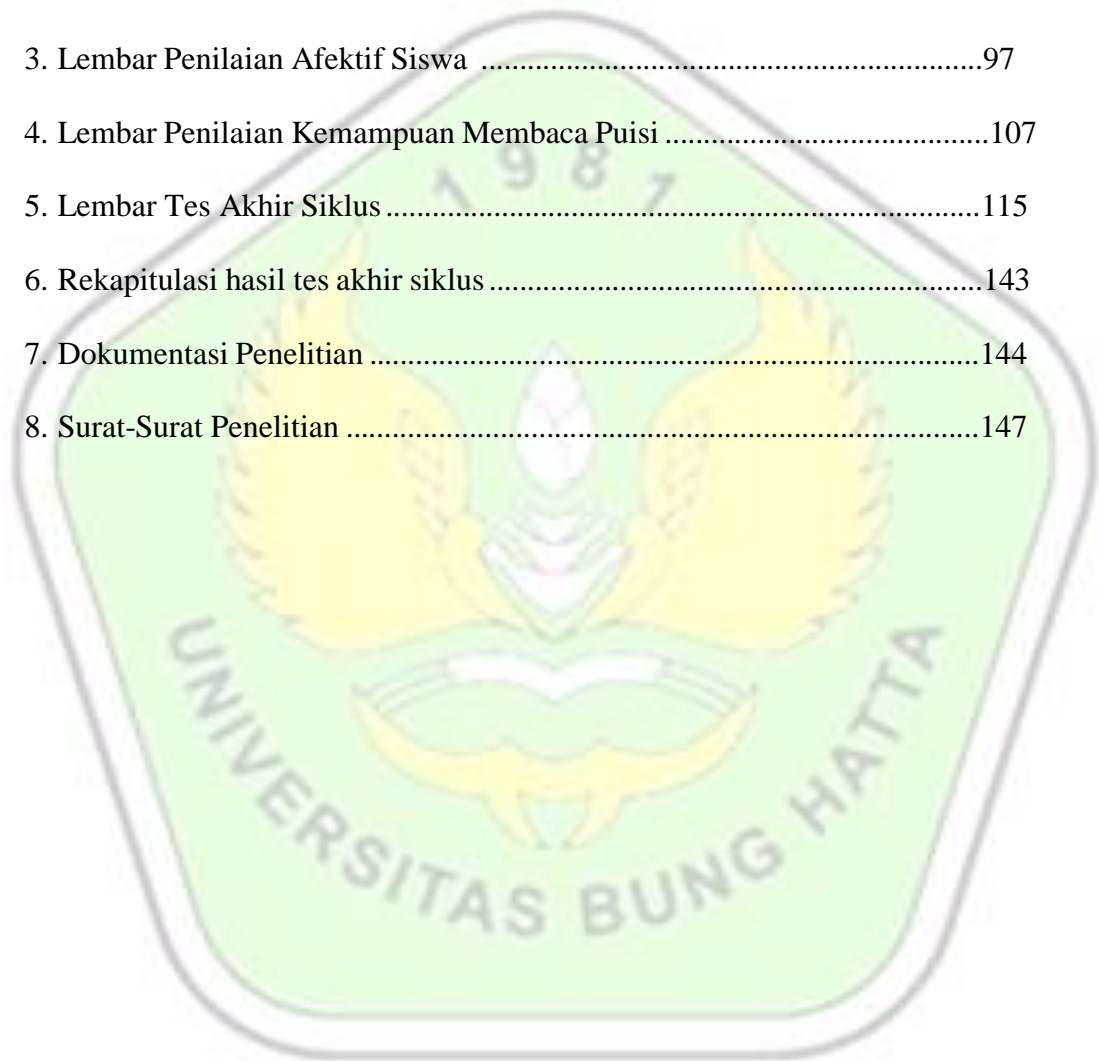 3. Lembar Penilaian Afektif Siswa ..............................................................97
4. Lembar Penilaian Kemampuan Membaca Puisi ........................................107
5. Lembar Tes Akhir Siklus ..........................................................................115
6. Rekapitulasi hasil tes akhir siklus .............................................................143
7. Dokumentasi Penelitian ...........................................................................144
8. Surat-Surat Penelitian ..............................................................................147
1981
UNIVERSITAS BUNG HATTA